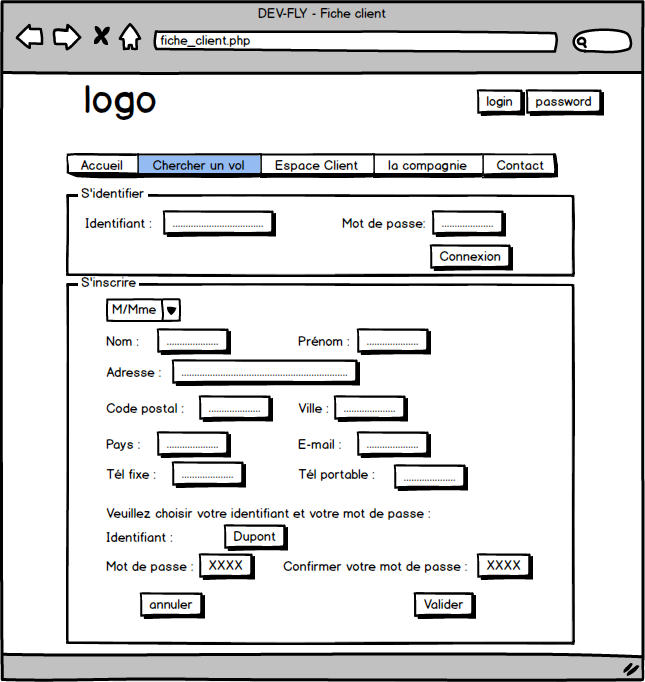 DEV-FLY - Fiche client
fiche_client.php
logo
login password
Accueil Chercher un vol Espace Client la compagnie Contact
S'identifier
Identifiant : .................................. Mot de passe: ....................
Connexion
S'inscrire
M/Mme
Nom : .................... Prénom : ....................
Adresse : ................................................................
Code postal : .................... Ville : ....................
Pays : .................... E-mail : ....................
Tél fixe : .................... Tél portable : ....................
Veuillez choisir votre identifiant et votre mot de passe :
Identifiant : Dupont
Mot de passe : XXXX Confirmer votre mot de passe : XXXX
annuler Valider